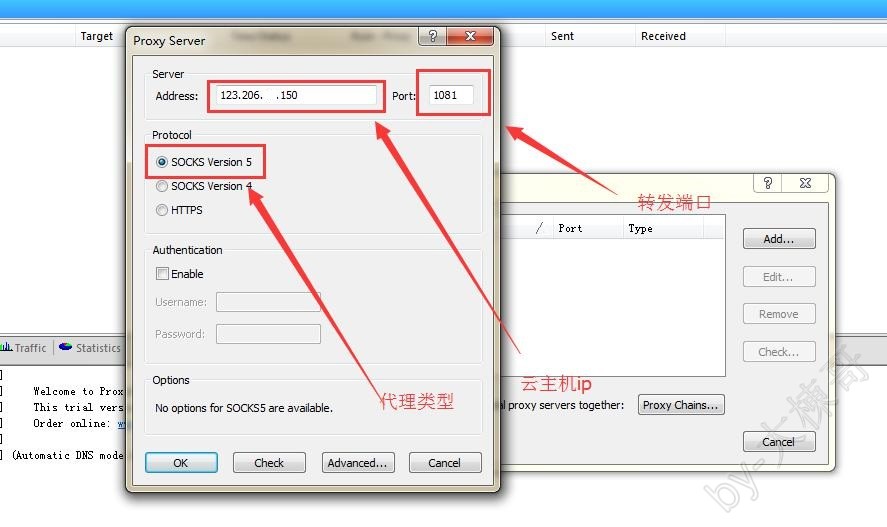 Target
Sent
Received
Proxy Server
Server
Address: 123.206. .150 Port: 1081
Protocol
SOCKS Version 5
SOCKS Version 4
HTTPS
Authentication
Enable
Username:
Password:
Options
No options for SOCKS5 are available.
OK
Check
Advanced...
Cancel
转发端口
云主机ip
代理类型
/ Port Type
Add...
Edit...
Remove
Check...
l proxy servers together: Proxy Chains...
Cancel
Traffic
Statistics
] Welcome to Prox
] This trial vers
] Order online: ww
]
] (Automatic DNS mode
by-大棟哥